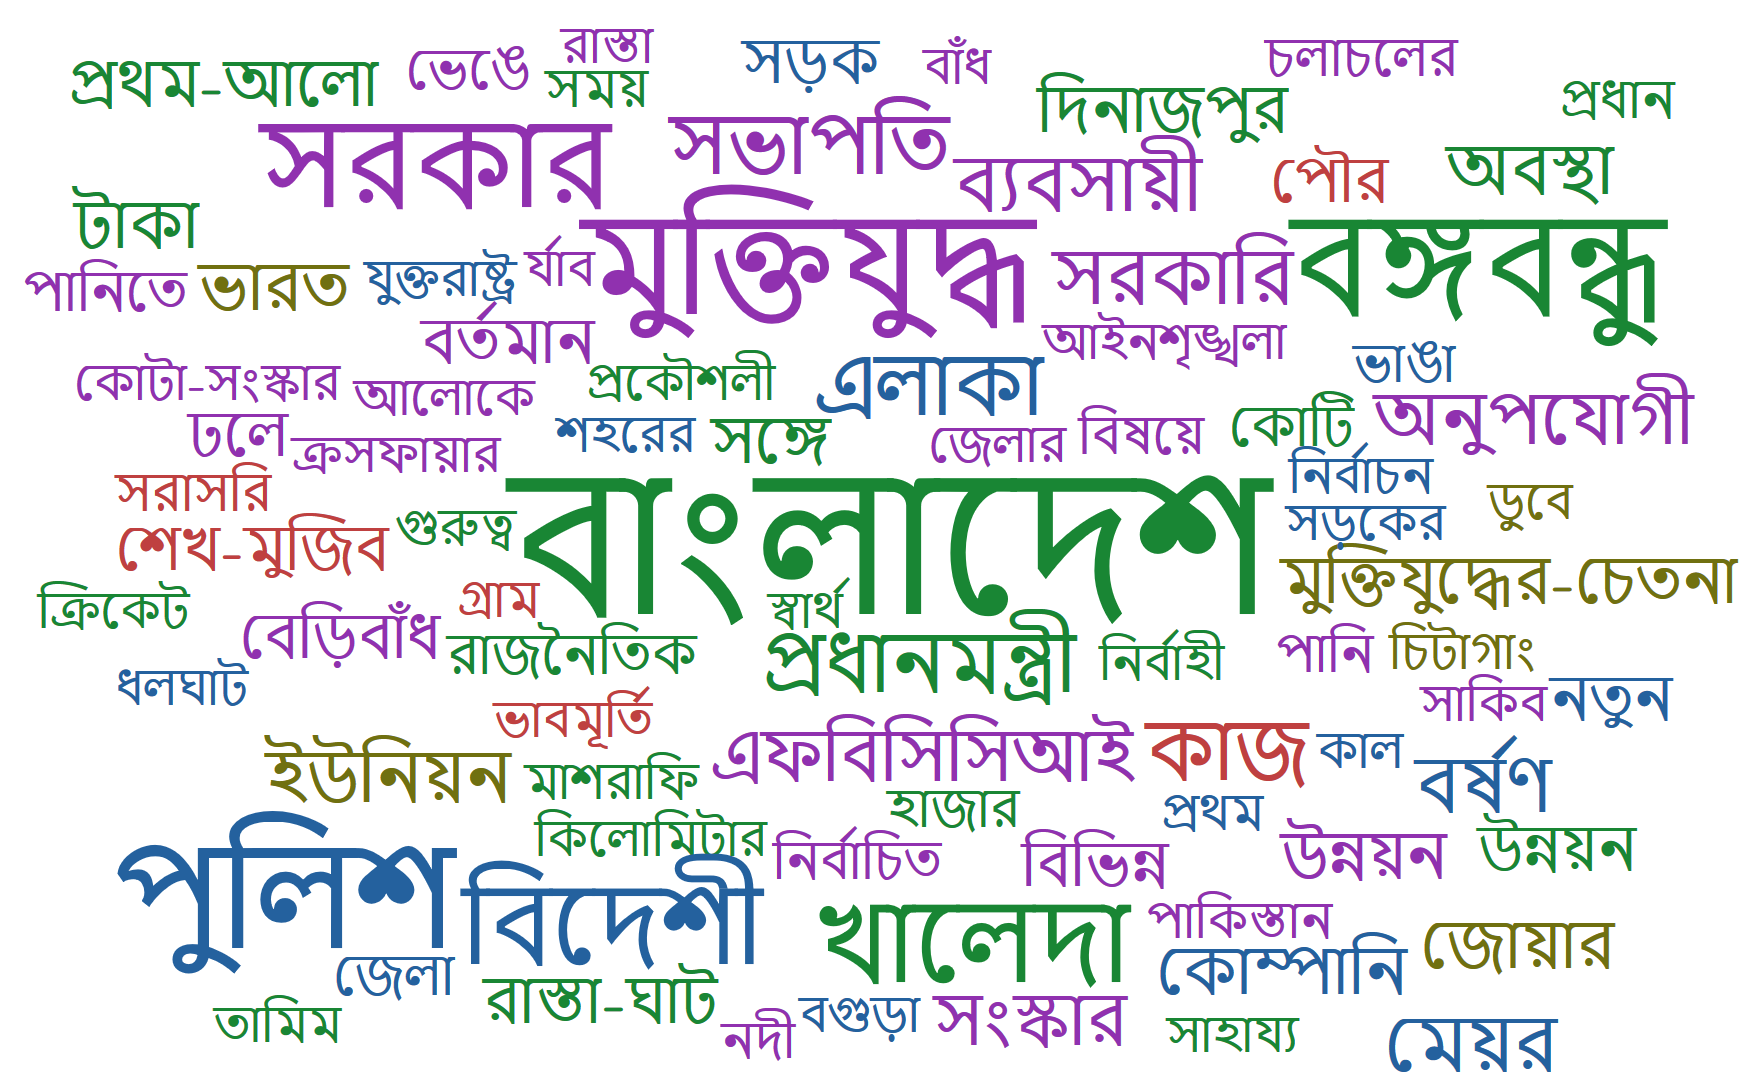 রাস্তা
প্রথম-আলো ভেঙে সময় সড়ক বাঁধ চলাচলের
দিনাজপুর প্রধান
সরকার সভাপতি
ব্যবসায়ী পৌর অবস্থা
টাকা মুক্তিযুদ্ধ বঙ্গবন্ধু
পানিতে ভারত যুক্তরাষ্ট্র র্যাব সরকারি
বর্তমান আইনশৃঙ্খলা
ভাঙা
কোটা-সংস্কার আলোকে প্রকৌশলী এলাকা
ঢলে ক্রসফায়ার শহরের সঙ্গে জেলার বিষয়ে কোটি অনুপযোগী
সরাসরি নির্বাচন
ডুবে
শেখ-মুজিব গুরুত্ব বাংলাদেশ সড়কের
ক্রিকেট গ্রাম স্বার্থ মুক্তিযুদ্ধের-চেতনা
বেড়িবাঁধ রাজনৈতিক প্রধানমন্ত্রী নির্বাহী পানি চিটাগাং
ধলঘাট সাকিব নতুন
ভাবমূর্তি
ইউনিয়ন মাশরাফি এফবিসিসিআই কাজ কাল বর্ষণ
হাজার প্রথম
কিলোমিটার নির্বাচিত বিভিন্ন উন্নয়ন উন্নয়ন
পুলিশ বিদেশী খালেদা পাকিস্তান
জেলা কোম্পানি জোয়ার
তামিম রাস্তা-ঘাট নদী বগুড়া সংস্কার সাহায্য মেয়র